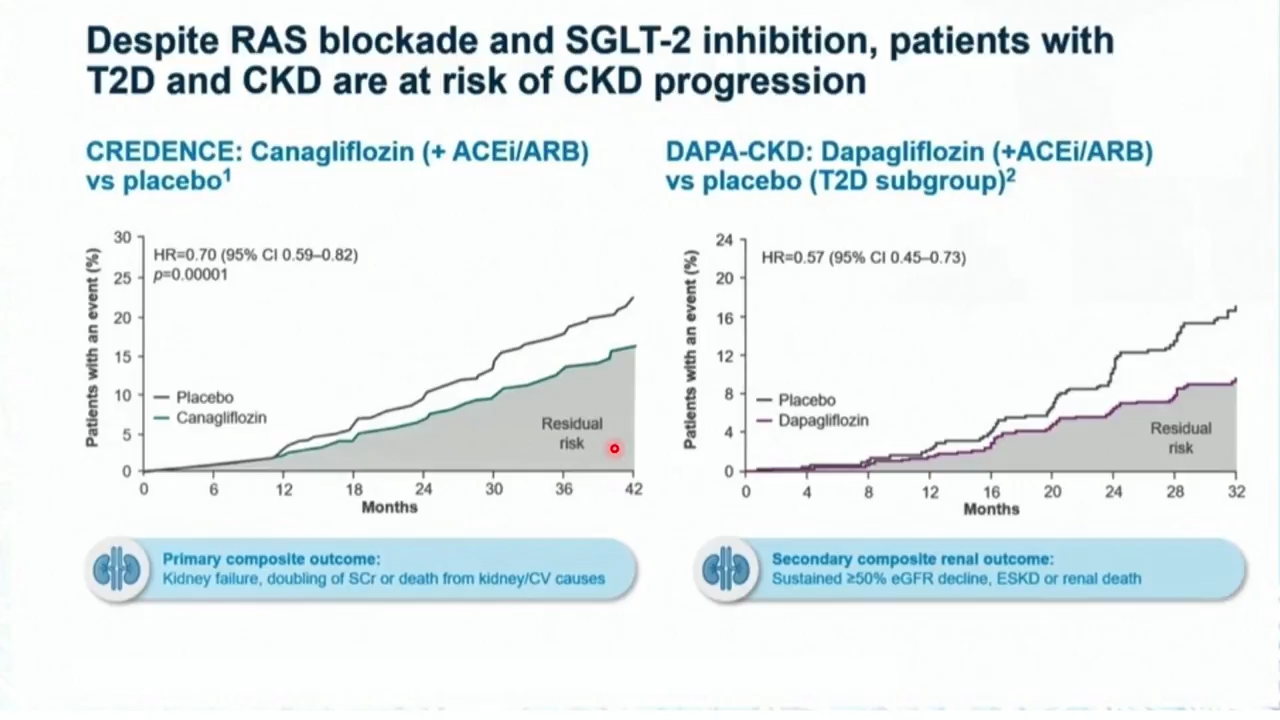 Despite RAS blockade and SGLT-2 inhibition, patients with
T2D and CKD are at risk of CKD progression
CREDENCE: Canagliflozin (+ ACEi/ARB)
vs placebo¹
30
25
20
15
10
5
0
Patients with an event (%)
HR=0.70 (95% CI 0.59–0.82)
p=0.00001
Placebo
Canagliflozin
Residual
risk
0 6 12 18 24 30 36 42
Months
Primary composite outcome:
Kidney failure, doubling of SCr or death from kidney/CV causes
DAPA-CKD: Dapagliflozin (+ACEi/ARB)
vs placebo (T2D subgroup)²
24
20
16
12
8
4
0
Patients with an event (%)
HR=0.57 (95% CI 0.45–0.73)
Placebo
Dapagliflozin
Residual
risk
0 4 8 12 16 20 24 28 32
Months
Secondary composite renal outcome:
Sustained ≥50% eGFR decline, ESKD or renal death